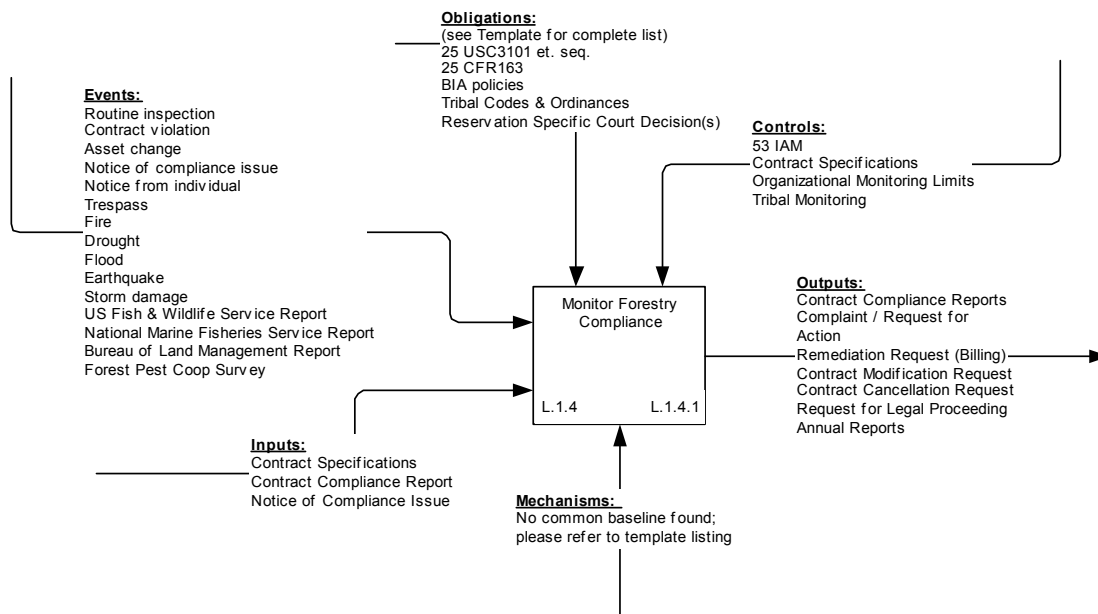 Obligations:
(see Template for complete list)
25 USC3101 et. seq.
25 CFR163
BIA policies
Tribal Codes & Ordinances
Reservation Specific Court Decision(s)
Events:
Routine inspection
Contract violation
Asset change
Notice of compliance issue
Notice from individual
Trespass
Fire
Drought
Flood
Earthquake
Storm damage
US Fish & Wildlife Service Report
National Marine Fisheries Service Report
Bureau of Land Management Report
Forest Pest Coop Survey
Controls:
53 IAM
Contract Specifications
Organizational Monitoring Limits
Tribal Monitoring
Monitor Forestry
Compliance
L.1.4
L.1.4.1
Outputs:
Contract Compliance Reports
Complaint / Request for
Action
Remediation Request (Billing)
Contract Modification Request
Contract Cancellation Request
Request for Legal Proceeding
Annual Reports
Inputs:
Contract Specifications
Contract Compliance Report
Notice of Compliance Issue
Mechanisms:
No common baseline found;
please refer to template listing